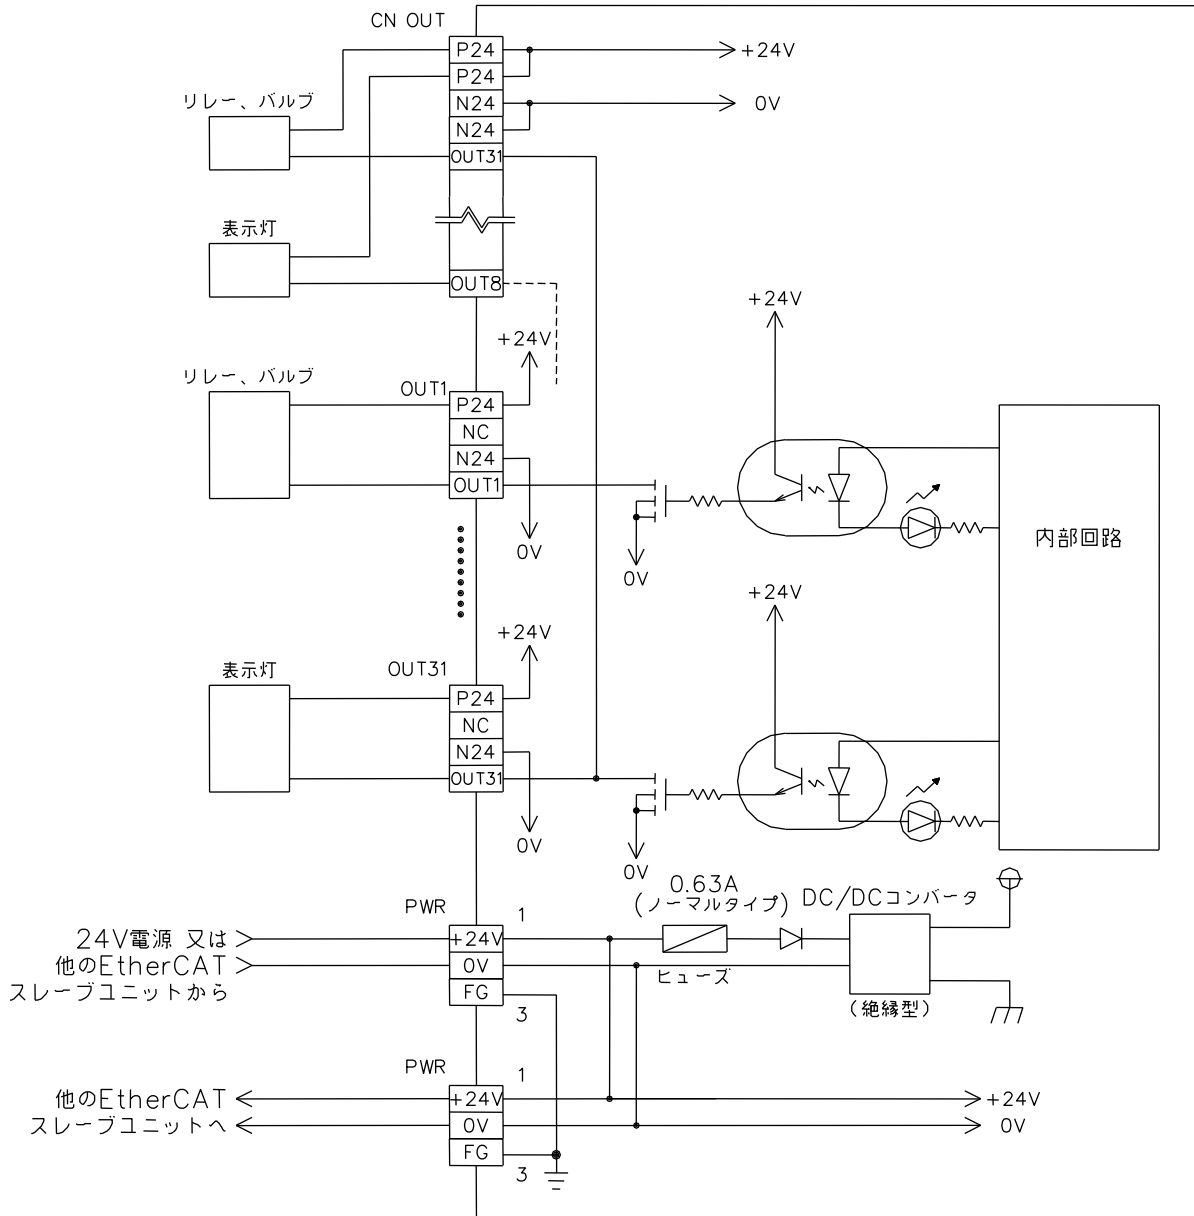 CN OUT
P24
+24V
P24
リレー、バルブ
N24
0V
N24
OUT31
表示灯
OUT8
+24V
+24V
リレー、バルブ
OUT1
P24
NC
N24
OUT1
0V
内部回路
0V
+24V
+24V
表示灯
OUT31
P24
NC
N24
OUT31
0V
0V
0.63A
(ノーマルタイプ)
DC/DCコンバータ
PWR
1
24V電源 又は
他のEtherCAT
スレーブユニットから
+24V
0V
FG
3
ヒューズ
(絶縁型)
PWR
1
他のEtherCAT
スレーブユニットへ
+24V
0V
FG
3
+24V
0V